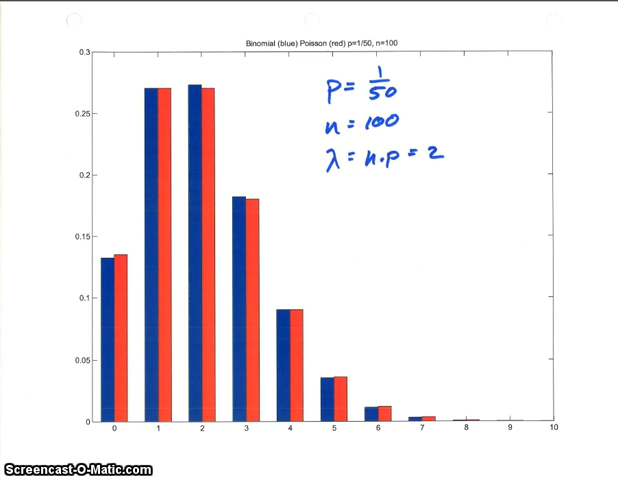 Binomial (blue) Poisson (red) p=1/50, n=100
0.3
0.25
0.2
0.15
0.1
0.05
0
p = 1/50
n = 100
λ = n·p = 2
0 1 2 3 4 5 6 7 8 9 10
Screencast-O-Matic.com